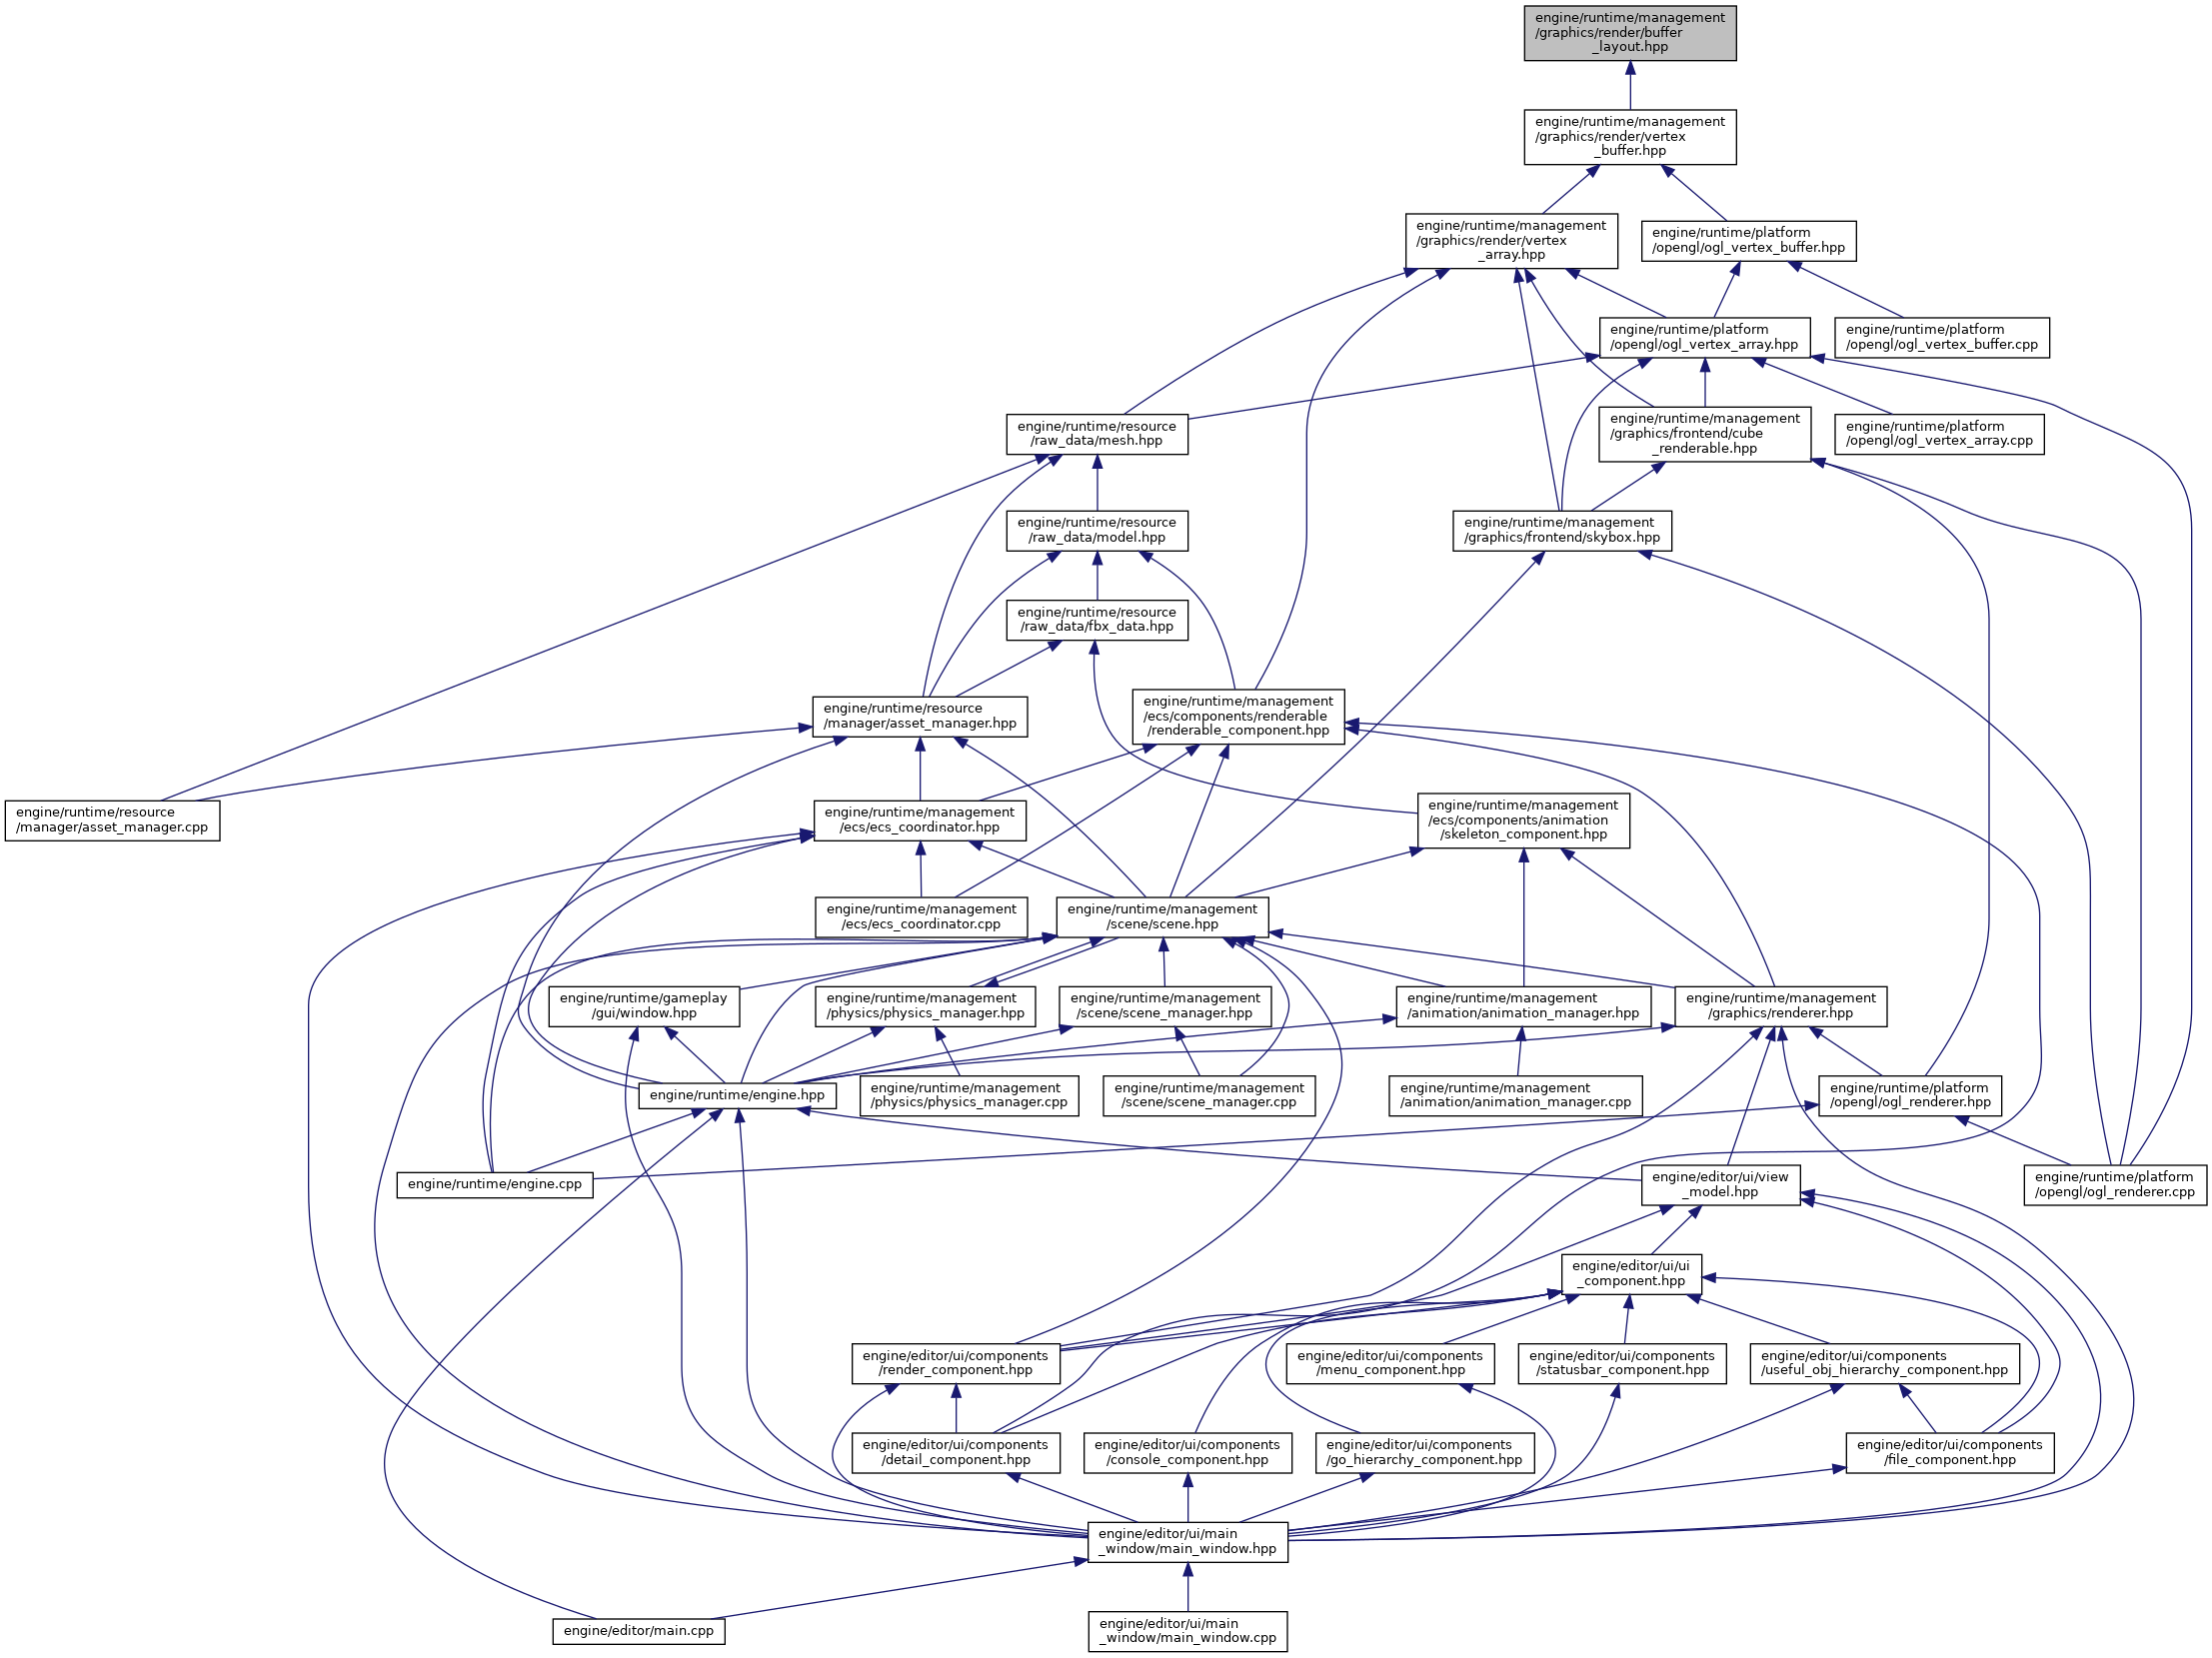 engine/runtime/management
/graphics/render/buffer
_layout.hpp
engine/runtime/management
/graphics/render/vertex
_buffer.hpp
engine/runtime/management
/graphics/render/vertex
_array.hpp
engine/runtime/platform
/opengl/ogl_vertex_buffer.hpp
engine/runtime/platform
/opengl/ogl_vertex_array.hpp
engine/runtime/platform
/opengl/ogl_vertex_buffer.cpp
engine/runtime/resource
/raw_data/mesh.hpp
engine/runtime/management
/graphics/frontend/cube
_renderable.hpp
engine/runtime/platform
/opengl/ogl_vertex_array.cpp
engine/runtime/resource
/raw_data/model.hpp
engine/runtime/management
/graphics/frontend/skybox.hpp
engine/runtime/resource
/raw_data/fbx_data.hpp
engine/runtime/resource
/manager/asset_manager.hpp
engine/runtime/management
/ecs/components/renderable
/renderable_component.hpp
engine/runtime/resource
/manager/asset_manager.cpp
engine/runtime/management
/ecs/ecs_coordinator.hpp
engine/runtime/management
/ecs/components/animation
/skeleton_component.hpp
engine/runtime/management
/ecs/ecs_coordinator.cpp
engine/runtime/management
/scene/scene.hpp
engine/runtime/gameplay
/gui/window.hpp
engine/runtime/management
/physics/physics_manager.hpp
engine/runtime/management
/scene/scene_manager.hpp
engine/runtime/management
/animation/animation_manager.hpp
engine/runtime/management
/graphics/renderer.hpp
engine/runtime/engine.hpp
engine/runtime/management
/physics/physics_manager.cpp
engine/runtime/management
/scene/scene_manager.cpp
engine/runtime/management
/animation/animation_manager.cpp
engine/runtime/platform
/opengl/ogl_renderer.hpp
engine/runtime/engine.cpp
engine/editor/ui/view
_model.hpp
engine/runtime/platform
/opengl/ogl_renderer.cpp
engine/editor/ui/ui
_component.hpp
engine/editor/ui/components
/render_component.hpp
engine/editor/ui/components
/menu_component.hpp
engine/editor/ui/components
/statusbar_component.hpp
engine/editor/ui/components
/useful_obj_hierarchy_component.hpp
engine/editor/ui/components
/detail_component.hpp
engine/editor/ui/components
/console_component.hpp
engine/editor/ui/components
/go_hierarchy_component.hpp
engine/editor/ui/components
/file_component.hpp
engine/editor/ui/main
_window/main_window.hpp
engine/editor/main.cpp
engine/editor/ui/main
_window/main_window.cpp